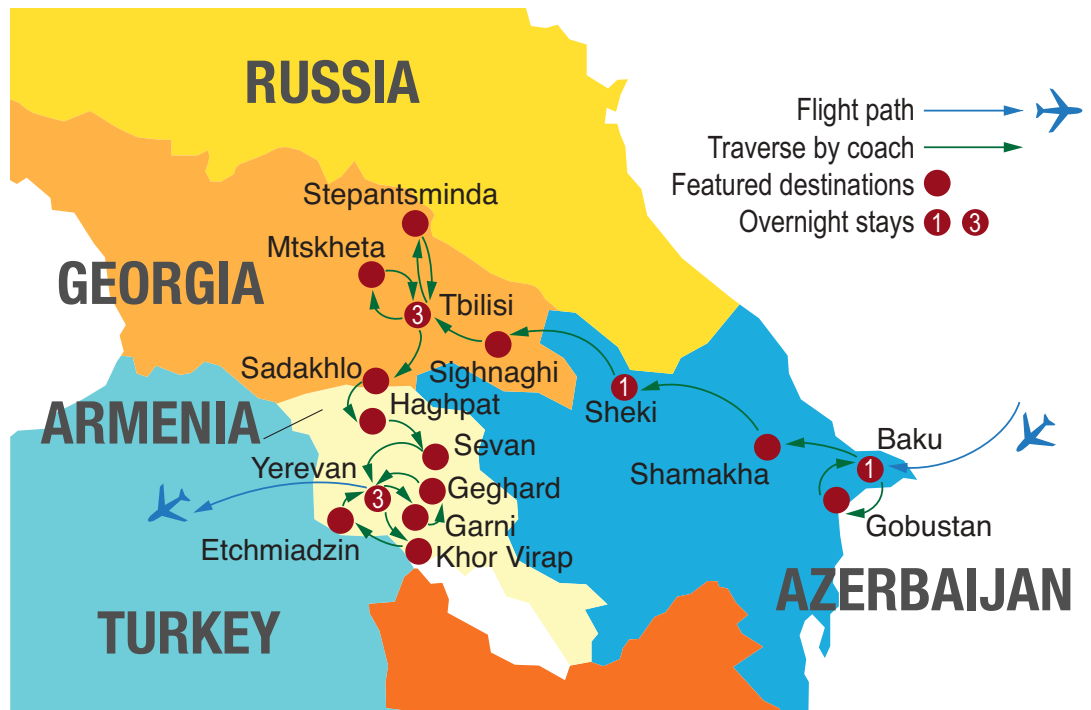 RUSSIA
Flight path
Traverse by coach
Featured destinations
Overnight stays 1 3
Stepantsminda
Mtskheta
GEORGIA
Tbilisi
3
Sadakhlo
Sighnaghi
1
Sheki
Haghpat
ARMENIA
Sevan
Baku
1
Shamakha
Yerevan
3
Geghard
Garni
Gobustan
Etchmiadzin
Khor Virap
AZERBAIJAN
TURKEY